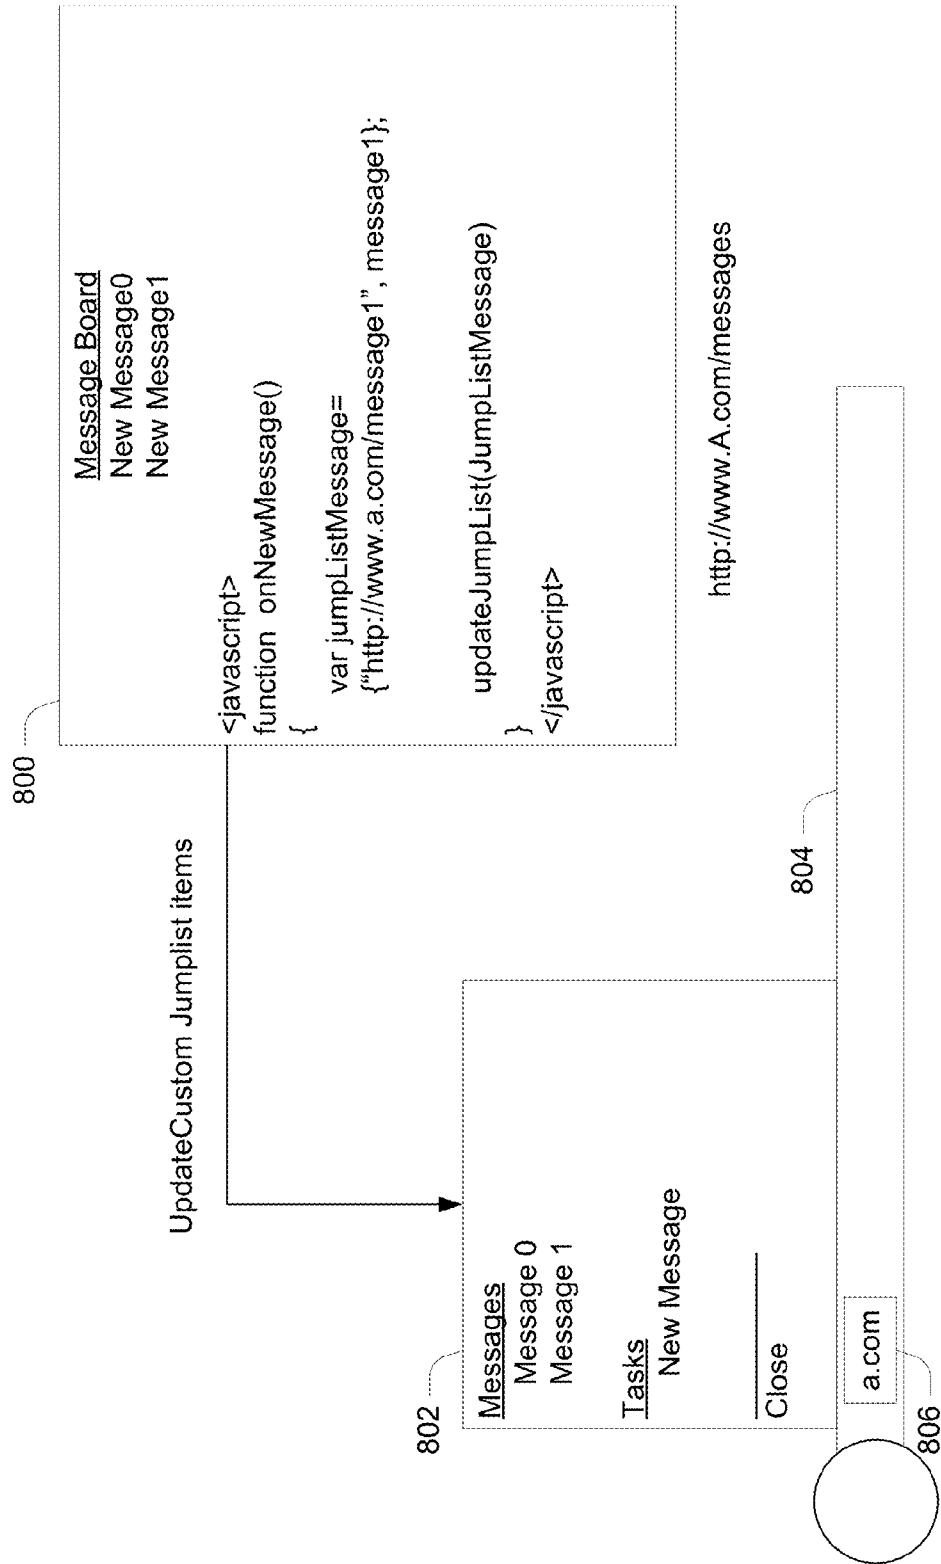 800
Message Board
New Message0
New Message1
<javascript>
function onNewMessage()
{
var jumpListMessage=
{“http://www.a.com/message1”, message1};
updateJumpList(JumpListMessage)
}
</javascript>
http://www.A.com/messages
UpdateCustom Jumplist items
802
Messages
Message 0
Message 1
Tasks
New Message
Close
804
a.com
806